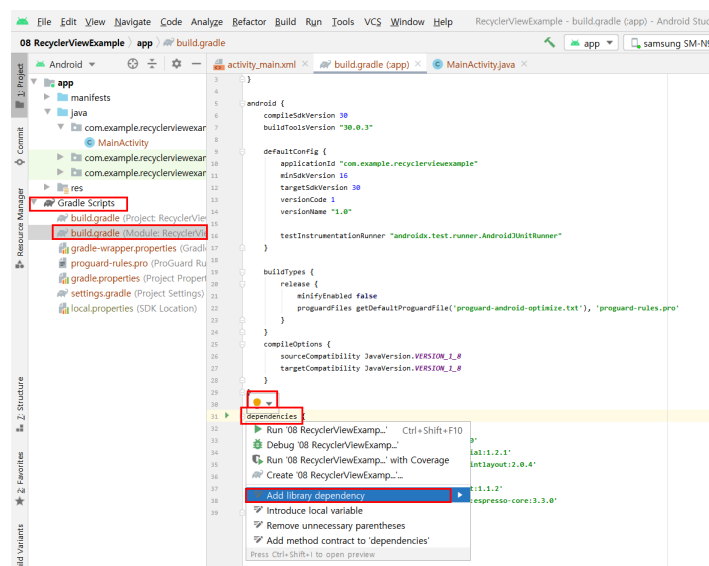 File Edit View Navigate Code Analyze Refactor Build Run Tools VCS Window Help RecyclerViewExample - build.gradle (:app) - Android Stud
08 RecyclerViewExample app build.gradle
app samsung SM-N
Android
activity_main.xml build.gradle (:app) MainActivity.java
1: Project
Commit
Resource Manager
Z: Structure
2: Favorites
ild Variants
app
manifests
java
com.example.recyclerviewexar
MainActivity
com.example.recyclerviewexar
com.example.recyclerviewexar
res
Gradle Scripts
build.gradle (Project: RecyclerVie
build.gradle (Module: RecyclerVie
gradle-wrapper.properties (Gradl
proguard-rules.pro (ProGuard Ru
gradle.properties (Project Propert
settings.gradle (Project Settings)
local.properties (SDK Location)
3 }
4
5 android {
6 compileSdkVersion 30
7 buildToolsVersion "30.0.3"
8
9 defaultConfig {
10 applicationId "com.example.recyclerviewexample"
11 minSdkVersion 16
12 targetSdkVersion 30
13 versionCode 1
14 versionName "1.0"
15
16 testInstrumentationRunner "androidx.test.runner.AndroidJUnitRunner"
17 }
18
19 buildTypes {
20 release {
21 minifyEnabled false
22 proguardFiles getDefaultProguardFile('proguard-android-optimize.txt'), 'proguard-rules.pro'
23 }
24 }
25 compileOptions {
26 sourceCompatibility JavaVersion.VERSION_1_8
27 targetCompatibility JavaVersion.VERSION_1_8
28 }
29 }
30
31 dependencies {
32
33 0'
34 ial:1.2.1'
35 intlayout:2.0.4'
36
37 t:1.1.2'
38 :espresso-core:3.3.0'
39
Run '08 RecyclerViewExamp...' Ctrl+Shift+F10
Debug '08 RecyclerViewExamp...'
Run '08 RecyclerViewExamp...' with Coverage
Create '08 RecyclerViewExamp...'...
Add library dependency
Introduce local variable
Remove unnecessary parentheses
Add method contract to 'dependencies'
Press Ctrl+Shift+I to open preview